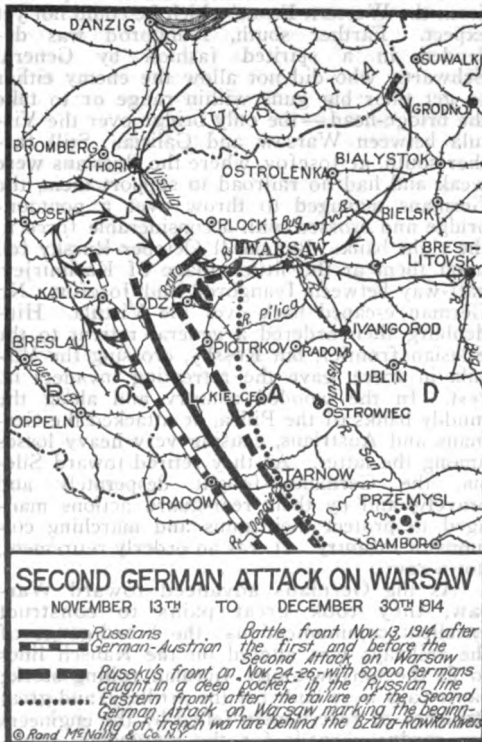 DANZIG
SUWALKI
GRODNO
PRUSSIA
BROMBERG
THORN
Vistula
OSTROLENKA
BIALYSTOK
POSEN
PLOCK
Bug
BIELSK
WARSAW
BREST-
LITOVSK
KALISZ
LODZ
Pilica
IVANGOROD
BRESLAU
PIOTRKOV
RADOM
LUBLIN
KIELCE
OSTROWIEC
OPPELN
POLAND
San
TARNOW
CRACOW
PRZEMYSL
R. Dunajec
SAMBOR
SECOND GERMAN ATTACK ON WARSAW
NOVEMBER 13TH TO DECEMBER 30TH 1914
Russians
German-Austrian
Battle front Nov. 13, 1914, after
the first and before the
Second Attack on Warsaw
Russky's front on Nov. 24-26-with 60,000 Germans
caught in a deep pocket in the Russian line
Eastern front after the failure of the Second
German Attack on Warsaw marking the beginn-
ing of trench warfare behind the Bzura-Rawka Rivers
© Rand McNally & Co. N.Y.